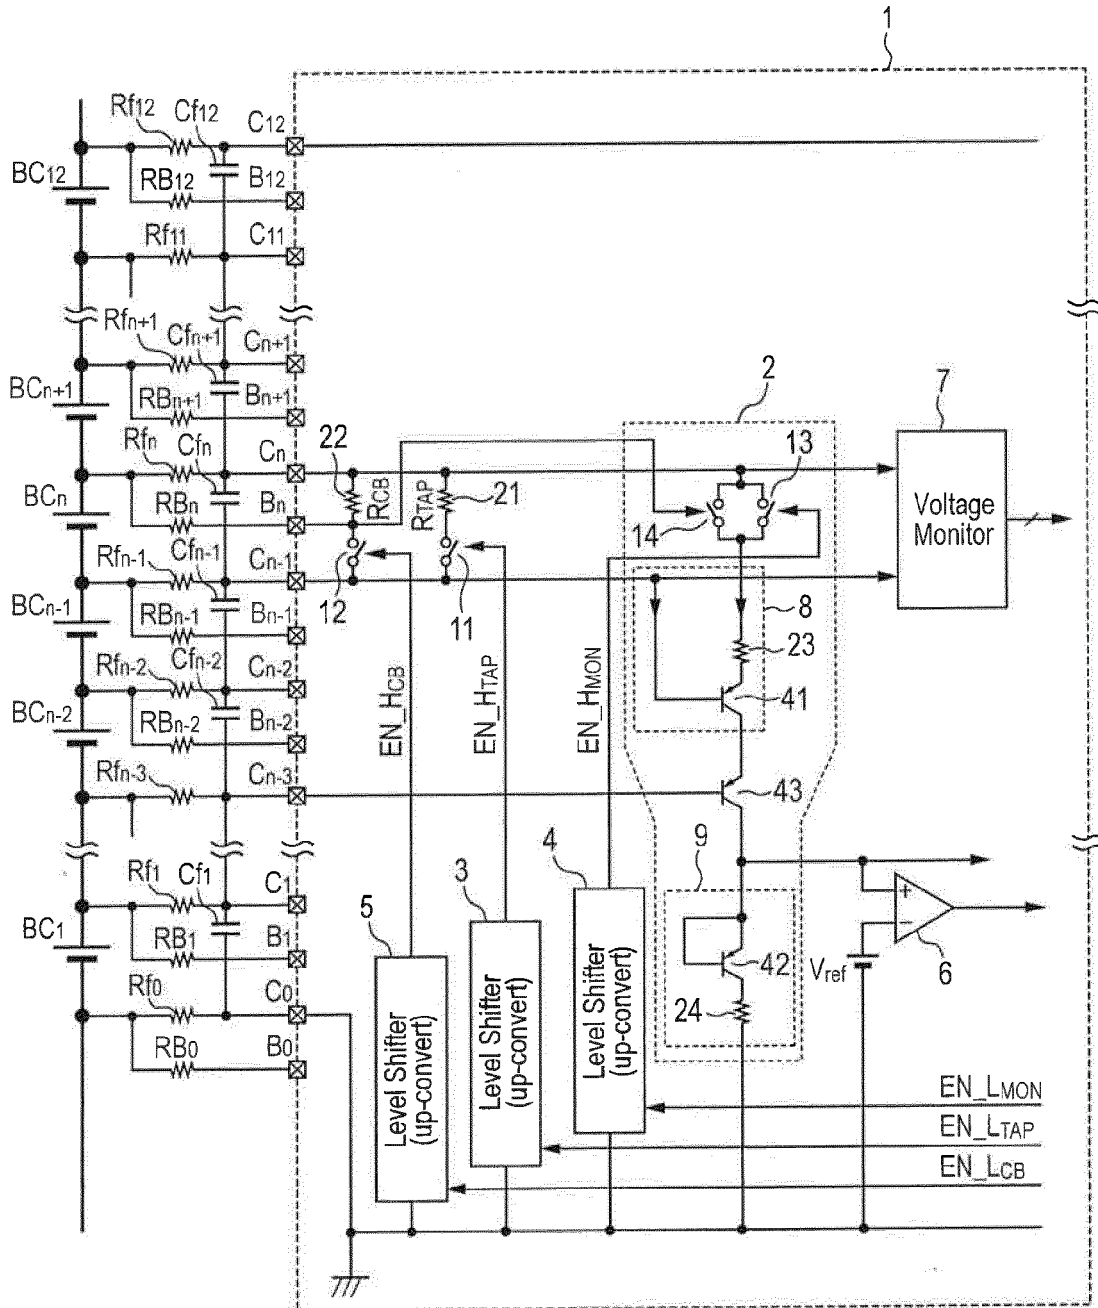 1
Rf12 Cf12 C12
BC12 RB12 B12
Rf11 C11
Rfn+1 Cfn+1 Cn+1
BCn+1 RBn+1 Bn+1
2
7
Rfn Cfn Cn
22
13
BCn RBn Bn
RCB
RTAP
21
14
Voltage
Monitor
Rfn-1 Cfn-1 Cn-1
12
11
8
BCn-1 RBn-1 Bn-1
23
Rfn-2 Cfn-2 Cn-2
EN_HCB
EN_HTAP
EN_HMON
41
BCn-2 RBn-2 Bn-2
Rfn-3 Cn-3
43
9
4
Rf1 Cf1 C1
3
5
BC1 RB1 B1
42
Vref
6
Rf0 C0
24
RB0 B0
Level Shifter
(up-convert)
Level Shifter
(up-convert)
Level Shifter
(up-convert)
EN_LMON
EN_LTAP
EN_LCB